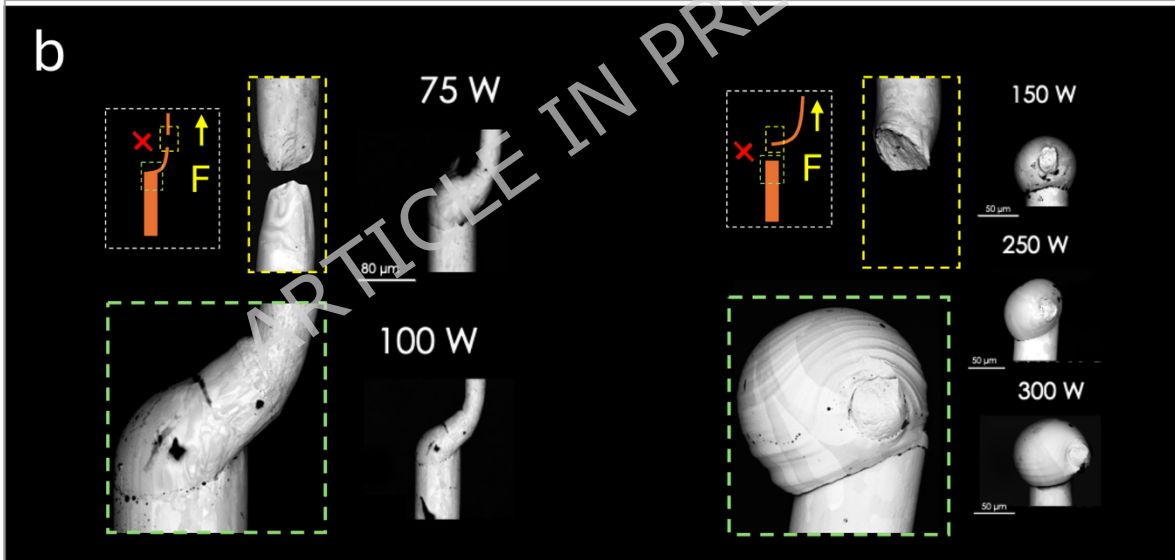 b
75 W
F
80 µm
100 W
150 W
F
50 µm
250 W
50 µm
300 W
50 µm
ARTICLE IN PRE